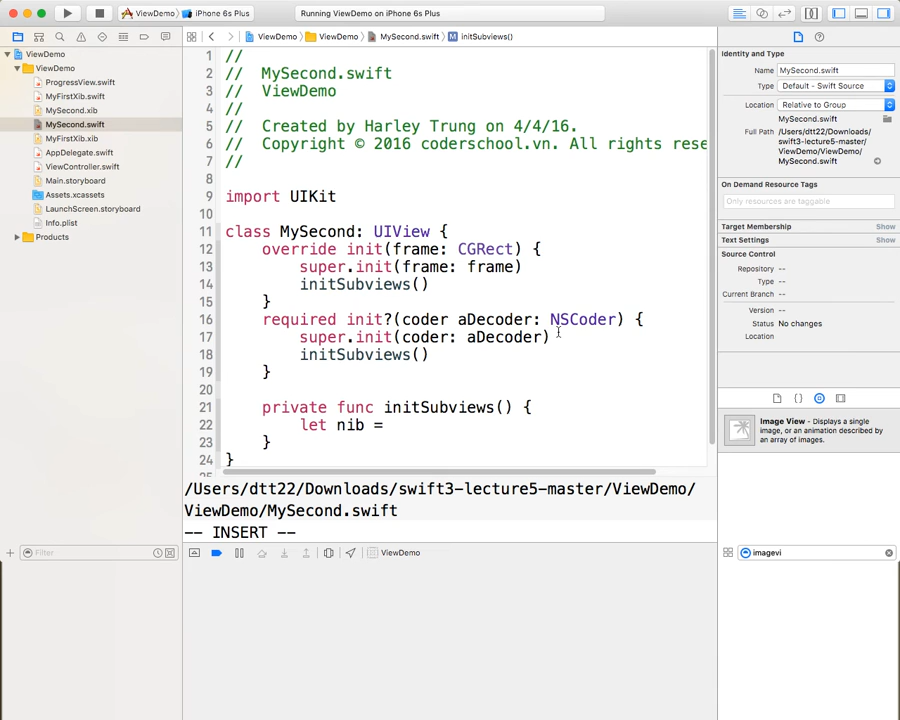 ViewDemo iPhone 6s Plus Running ViewDemo on iPhone 6s Plus
ViewDemo ViewDemo MySecond.swift M initSubviews()
ViewDemo
ViewDemo
ProgressView.swift
MyFirstXib.swift
MySecond.xib
MySecond.swift
MyFirstXib.xib
AppDelegate.swift
ViewController.swift
Main.storyboard
Assets.xcassets
LaunchScreen.storyboard
Info.plist
Products
Filter
1 //
2 // MySecond.swift
3 // ViewDemo
4 //
5 // Created by Harley Trung on 4/4/16.
6 // Copyright © 2016 coderschool.vn. All rights rese
7 //
8
9 import UIKit
10
11 class MySecond: UIView {
12 override init(frame: CGRect) {
13 super.init(frame: frame)
14 initSubviews()
15 }
16 required init?(coder aDecoder: NSCoder) {
17 super.init(coder: aDecoder)
18 initSubviews()
19 }
20
21 private func initSubviews() {
22 let nib =
23 }
24 }
25
/Users/dtt22/Downloads/swift3-lecture5-master/ViewDemo/
ViewDemo/MySecond.swift
-- INSERT --
ViewDemo
Identity and Type
Name MySecond.swift
Type Default - Swift Source
Location Relative to Group
MySecond.swift
Full Path /Users/dtt22/Downloads/
swift3-lecture5-master/
ViewDemo/ViewDemo/
MySecond.swift
On Demand Resource Tags
Only resources are taggable
Target Membership Show
Text Settings Show
Source Control
Repository --
Type --
Current Branch --
Version --
Status No changes
Location
Image View - Displays a single
image, or an animation described by
an array of images.
imagevi